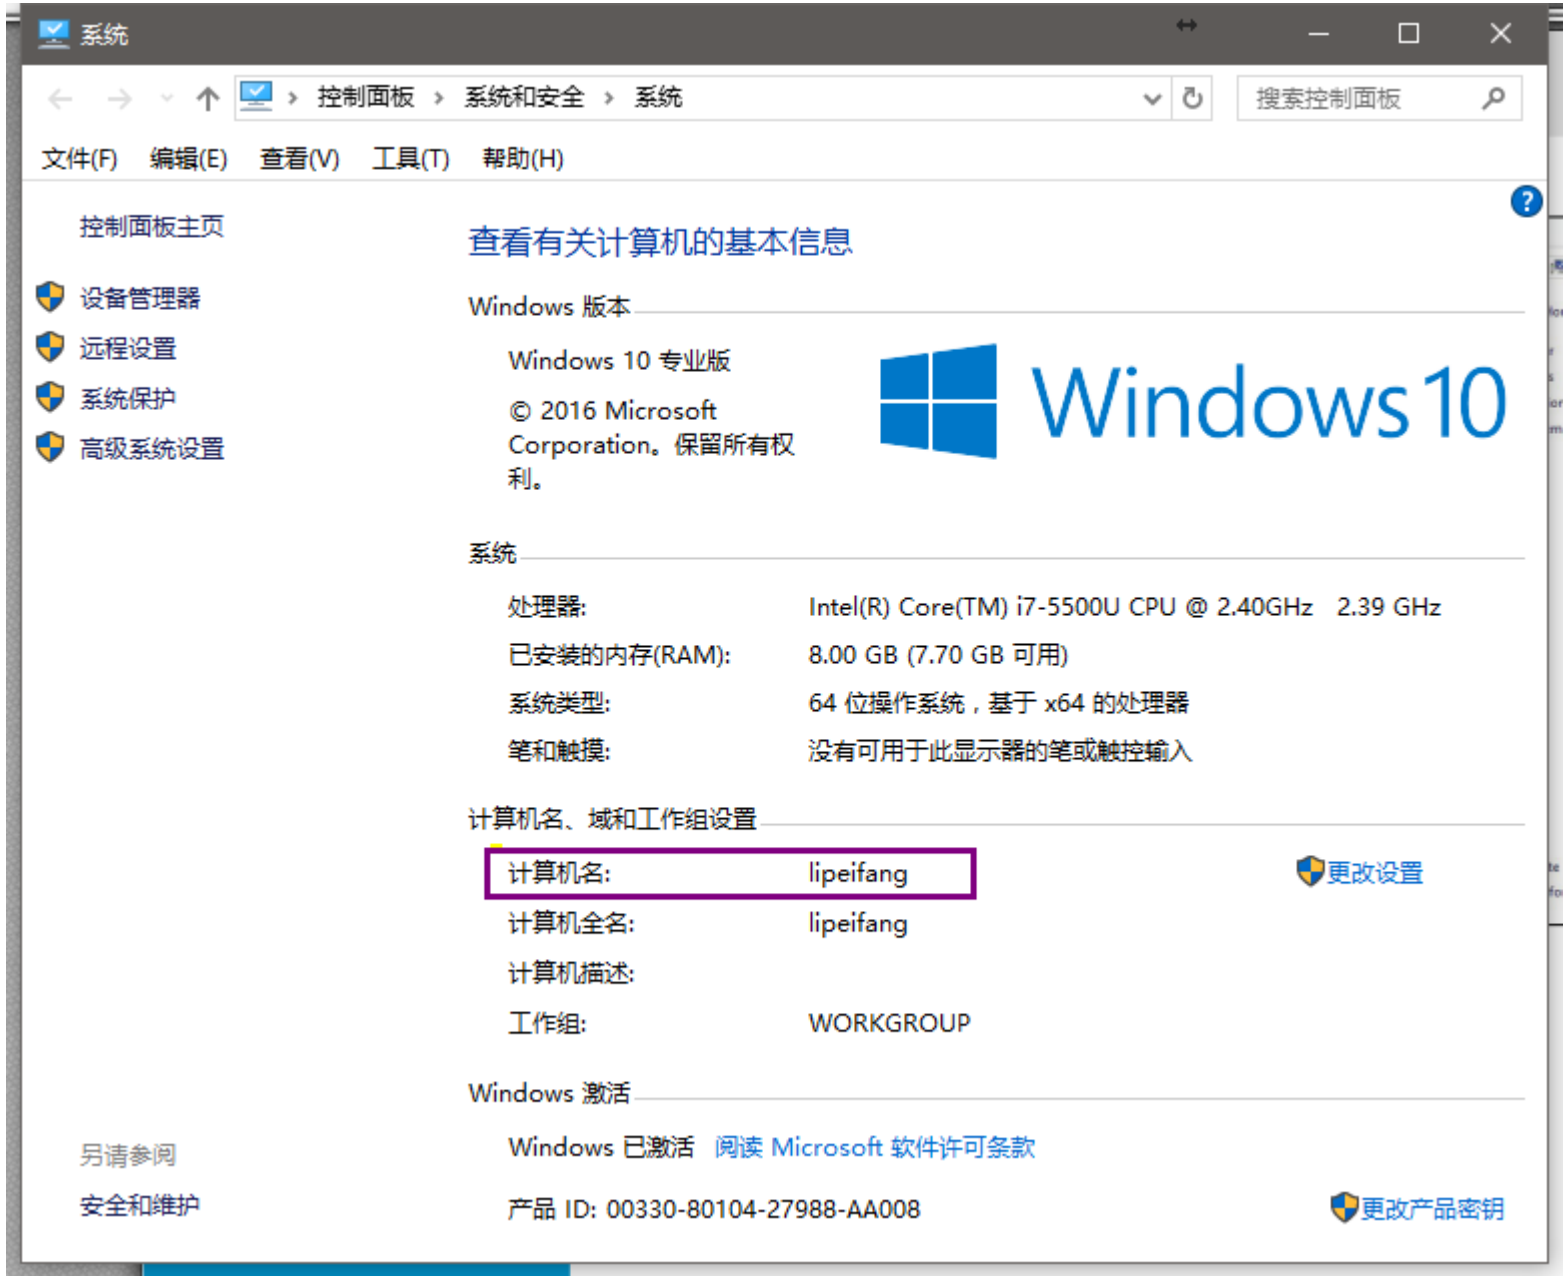 系统
控制面板 › 系统和安全 › 系统
搜索控制面板
文件(F) 编辑(E) 查看(V) 工具(T) 帮助(H)
控制面板主页
设备管理器
远程设置
系统保护
高级系统设置
查看有关计算机的基本信息
Windows 版本
Windows 10 专业版
© 2016 Microsoft
Corporation。保留所有权
利。
Windows 10
系统
处理器: Intel(R) Core(TM) i7-5500U CPU @ 2.40GHz 2.39 GHz
已安装的内存(RAM): 8.00 GB (7.70 GB 可用)
系统类型: 64 位操作系统，基于 x64 的处理器
笔和触摸: 没有可用于此显示器的笔或触控输入
计算机名、域和工作组设置
计算机名: lipeifang
更改设置
计算机全名: lipeifang
计算机描述:
工作组: WORKGROUP
Windows 激活
Windows 已激活 阅读 Microsoft 软件许可条款
产品 ID: 00330-80104-27988-AA008
更改产品密钥
另请参阅
安全和维护